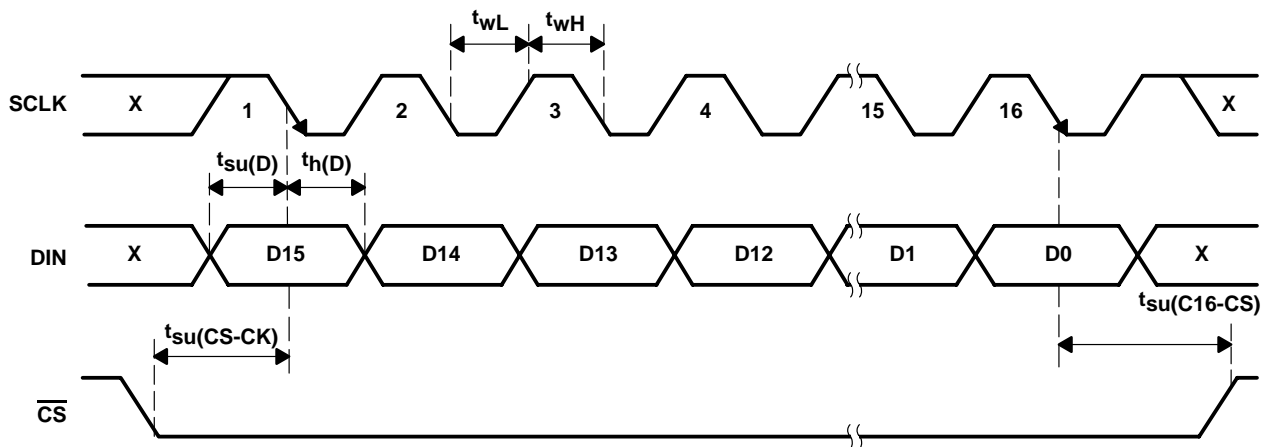 twL twH
SCLK X 1 2 3 4 15 16 X
tsu(D) th(D)
DIN X D15 D14 D13 D12 D1 D0 X
tsu(CS-CK) tsu(C16-CS)
CS